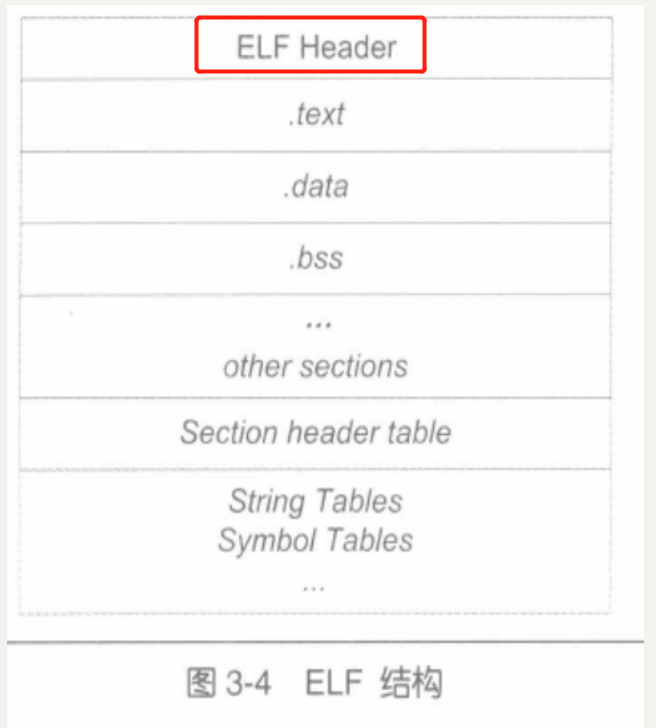 ELF Header
.text
.data
.bss
...
other sections
Section header table
String Tables
Symbol Tables
...
图 3-4 ELF 结构